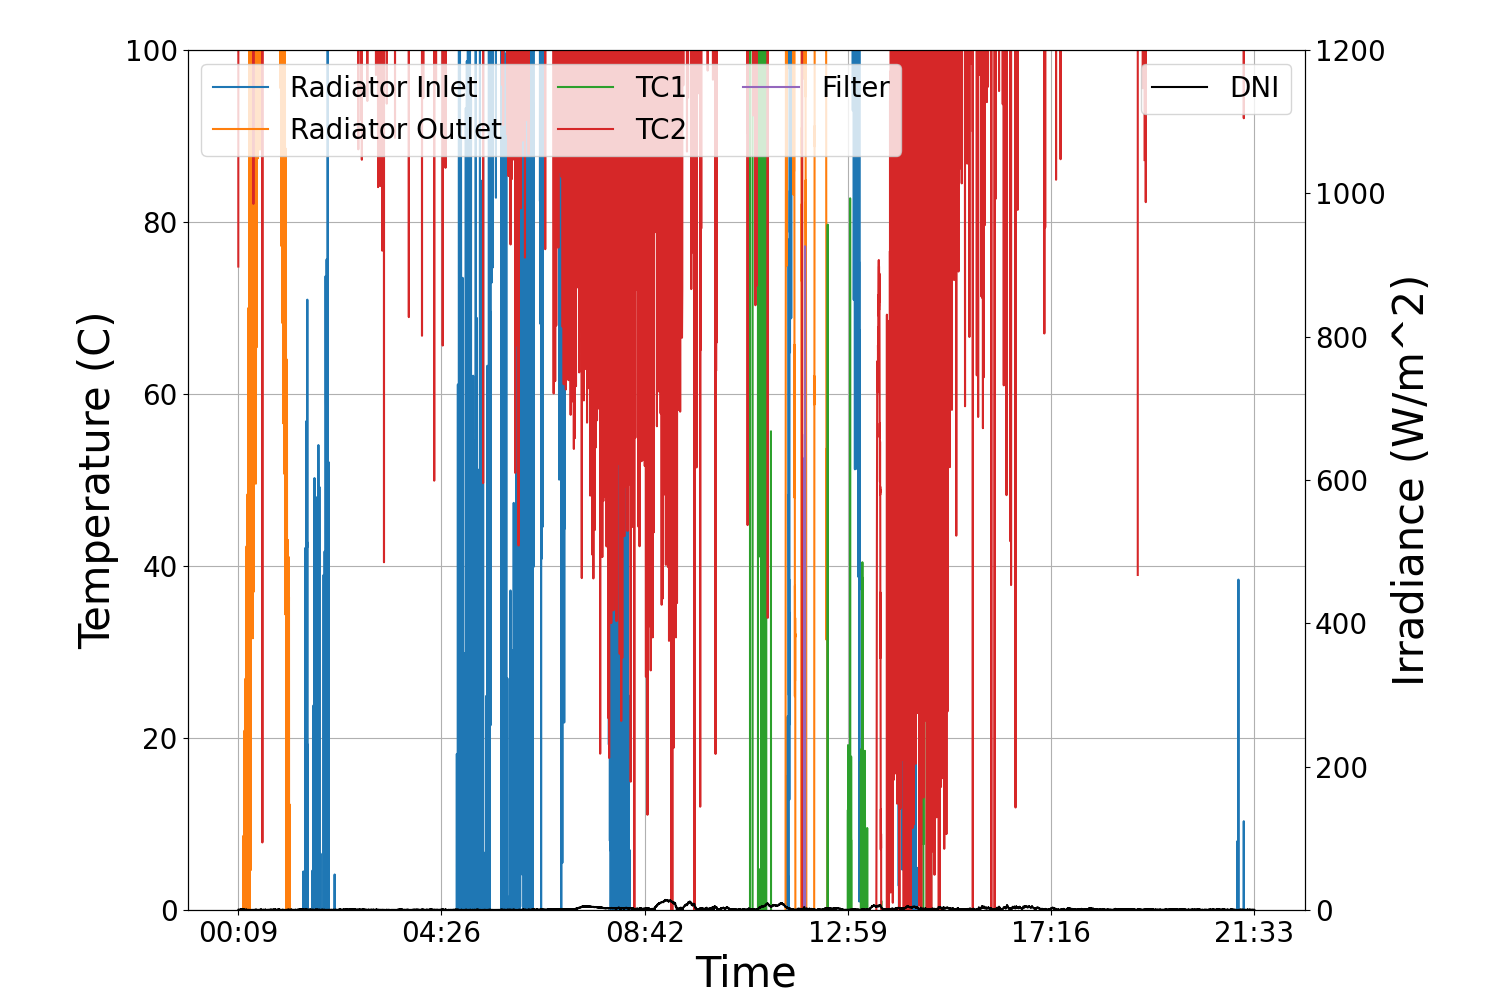 100
80
60
40
20
0
Temperature (C)
Radiator Inlet
Radiator Outlet
TC1
TC2
Filter
DNI
1200
1000
800
600
400
200
0
Irradiance (W/m^2)
00:09 04:26 08:42 12:59 17:16 21:33
Time